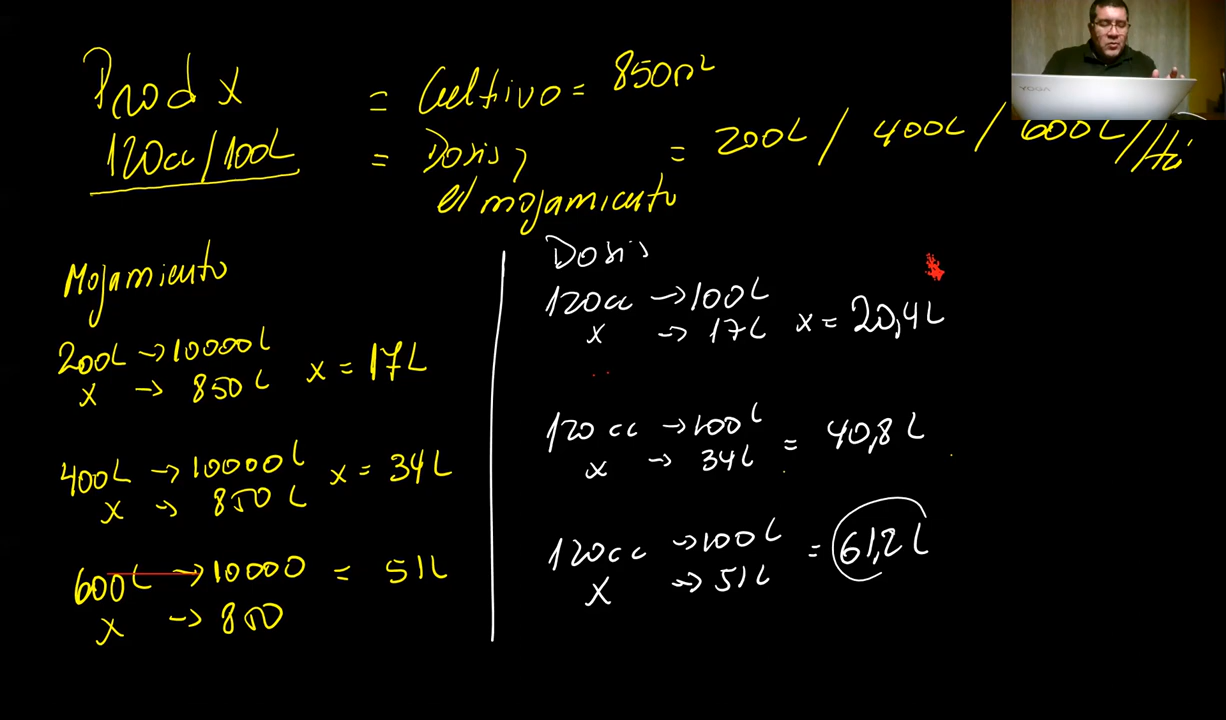 Prod X = Cultivo = 850m²
120cc/100L = Dosis y el mojamiento = 200L / 400L / 600L // Há
Mojamiento
200L → 10000L
x → 850L x = 17L
400L → 10000L
x → 850L x = 34L
600L → 10000 = 51L
x → 850
Dosis
120cc → 100L
x → 17L x = 20,4L
120cc → 100L
x → 34L = 40,8L
120cc → 100L
x → 51L = 61,2L
YOGA